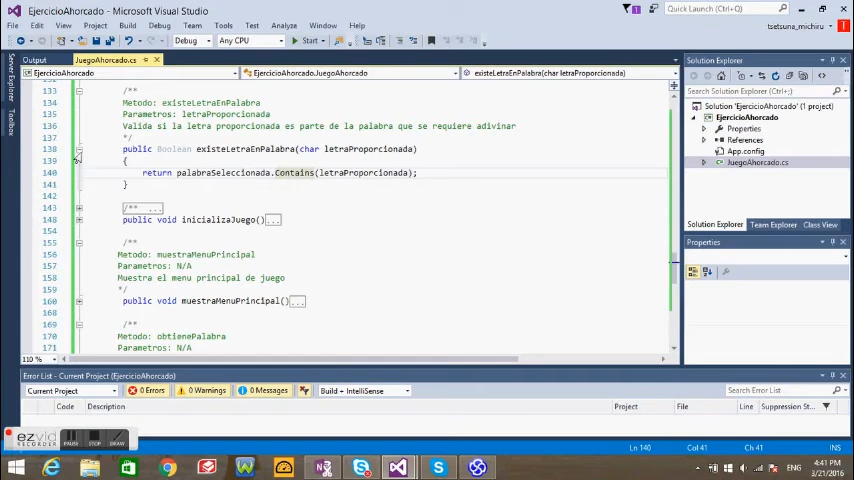 EjercicioAhorcado - Microsoft Visual Studio
Quick Launch (Ctrl+Q)
File Edit View Project Build Debug Team Tools Test Analyze Window Help
tsetsuna_michiru
Debug Any CPU Start
Output JuegoAhorcado.cs
EjercicioAhorcado EjercicioAhorcado.JuegoAhorcado existeLetraEnPalabra(char letraProporcionada)
Server Explorer
Toolbox
133 /**
134 Metodo: existeLetraEnPalabra
135 Parametros: letraProporcionada
136 Valida si la letra proporcionada es parte de la palabra que se requiere adivinar
137 */
138 public Boolean existeLetraEnPalabra(char letraProporcionada)
139 {
140 return palabraSeleccionada.Contains(letraProporcionada);
141 }
142
143 /** ...
148 public void inicializaJuego()...
154
155 /**
156 Metodo: muestraMenuPrincipal
157 Parametros: N/A
158 Muestra el menu principal de juego
159 */
160 public void muestraMenuPrincipal()...
168
169 /**
170 Metodo: obtienePalabra
171 Parametros: N/A
110 %
Solution Explorer
Search Solution Explorer (Ctrl+;)
Solution 'EjercicioAhorcado' (1 project)
EjercicioAhorcado
Properties
References
App.config
JuegoAhorcado.cs
Solution Explorer Team Explorer Class View
Properties
Error List - Current Project (EjercicioAhorcado)
Current Project 0 Errors 0 Warnings 0 Messages Build + IntelliSense
Search Error List
Code Description Project File Line Suppression St...
ezvid
RECORDER
PAUSE STOP DRAW
Ln 140 Col 41 Ch 41 INS
ENG
4:41 PM
3/21/2016